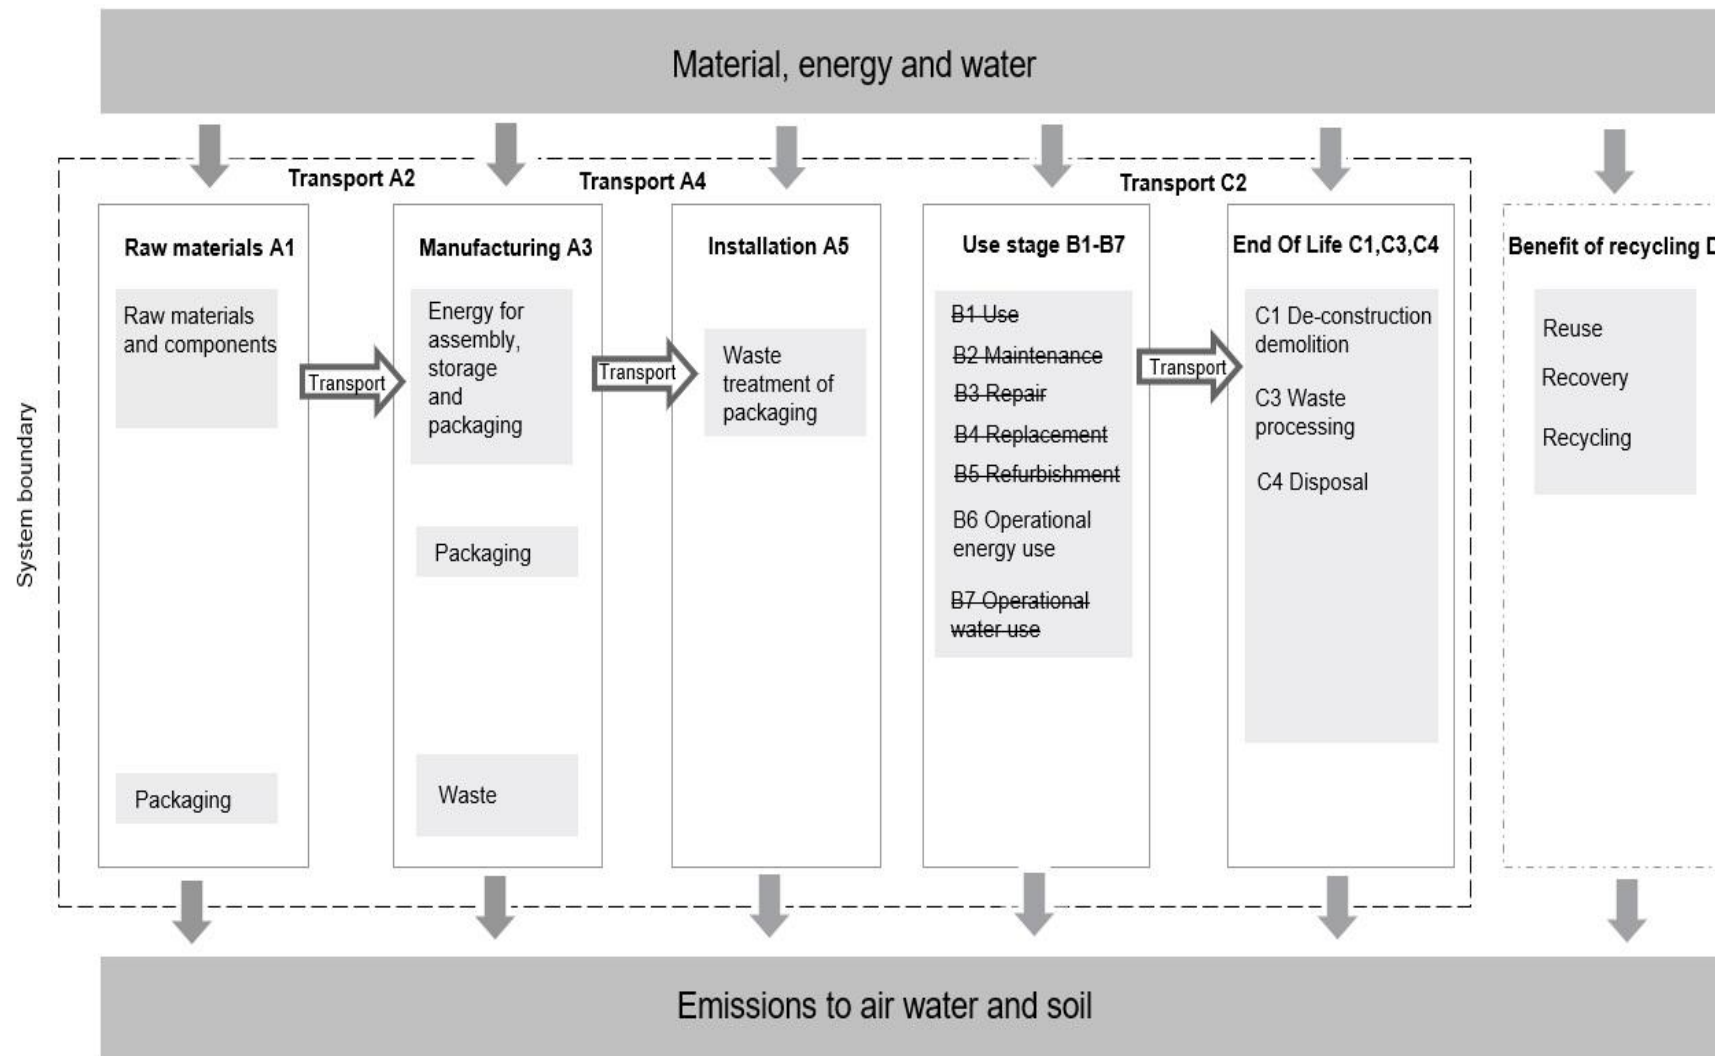 Material, energy and water
Transport A2
Transport A4
Transport C2
System boundary
Raw materials A1
Raw materials
and components
Packaging
Transport
Manufacturing A3
Energy for
assembly,
storage
and
packaging
Packaging
Waste
Transport
Installation A5
Waste
treatment of
packaging
Use stage B1-B7
B1 Use
B2 Maintenance
B3 Repair
B4 Replacement
B5 Refurbishment
B6 Operational
energy use
B7 Operational
water use
Transport
End Of Life C1,C3,C4
C1 De-construction
demolition
C3 Waste
processing
C4 Disposal
Benefit of recycling D
Reuse
Recovery
Recycling
Emissions to air water and soil